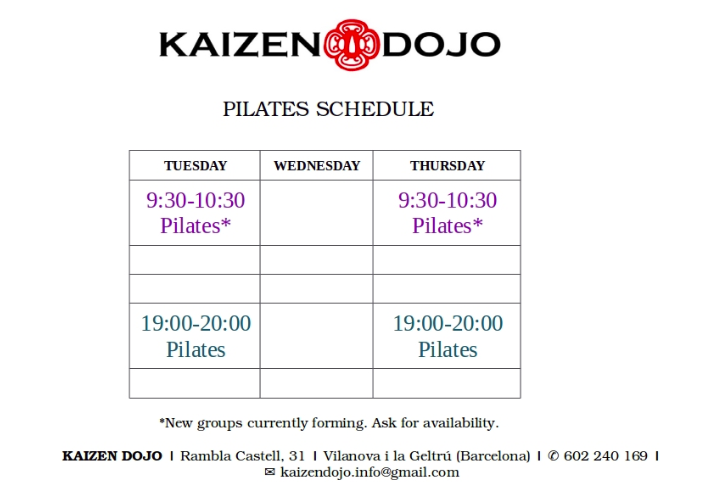 KAIZEN DOJO
PILATES SCHEDULE
TUESDAY WEDNESDAY THURSDAY
9:30-10:30 9:30-10:30
Pilates* Pilates*
19:00-20:00 19:00-20:00
Pilates Pilates
*New groups currently forming. Ask for availability.
KAIZEN DOJO I Rambla Castell, 31 I Vilanova i la Geltrú (Barcelona) I ✆ 602 240 169 I
✉ kaizendojo.info@gmail.com